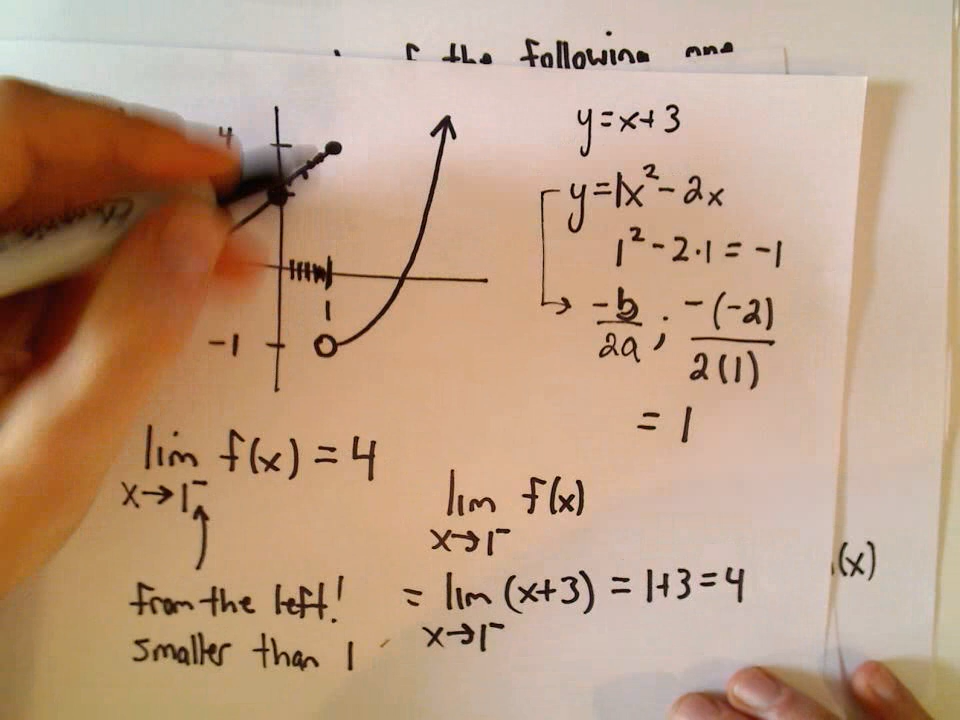 the following
4
1
-1
y=x+3
y=1x²-2x
1²-2·1=-1
-b/2a ; -(-2)/2(1)
= 1
lim f(x) = 4
x→1⁻
from the left!
smaller than 1
lim f(x)
x→1⁻
= lim (x+3) = 1+3=4
x→1⁻
(x)